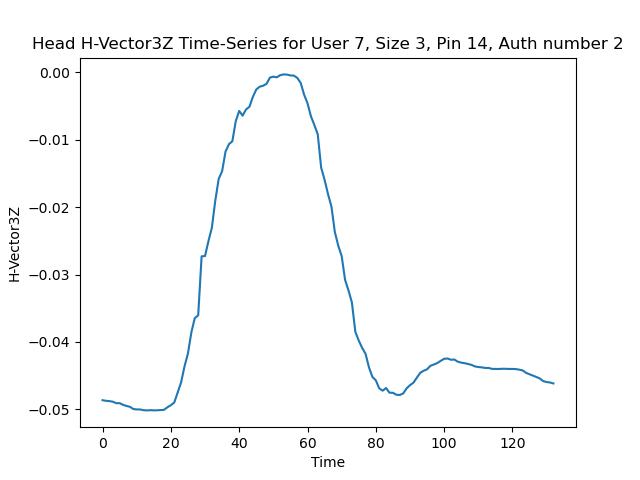 Head H-Vector3Z Time-Series for User 7, Size 3, Pin 14, Auth number 2
0.00
−0.01
−0.02
−0.03
−0.04
−0.05
H-Vector3Z
0 20 40 60 80 100 120
Time